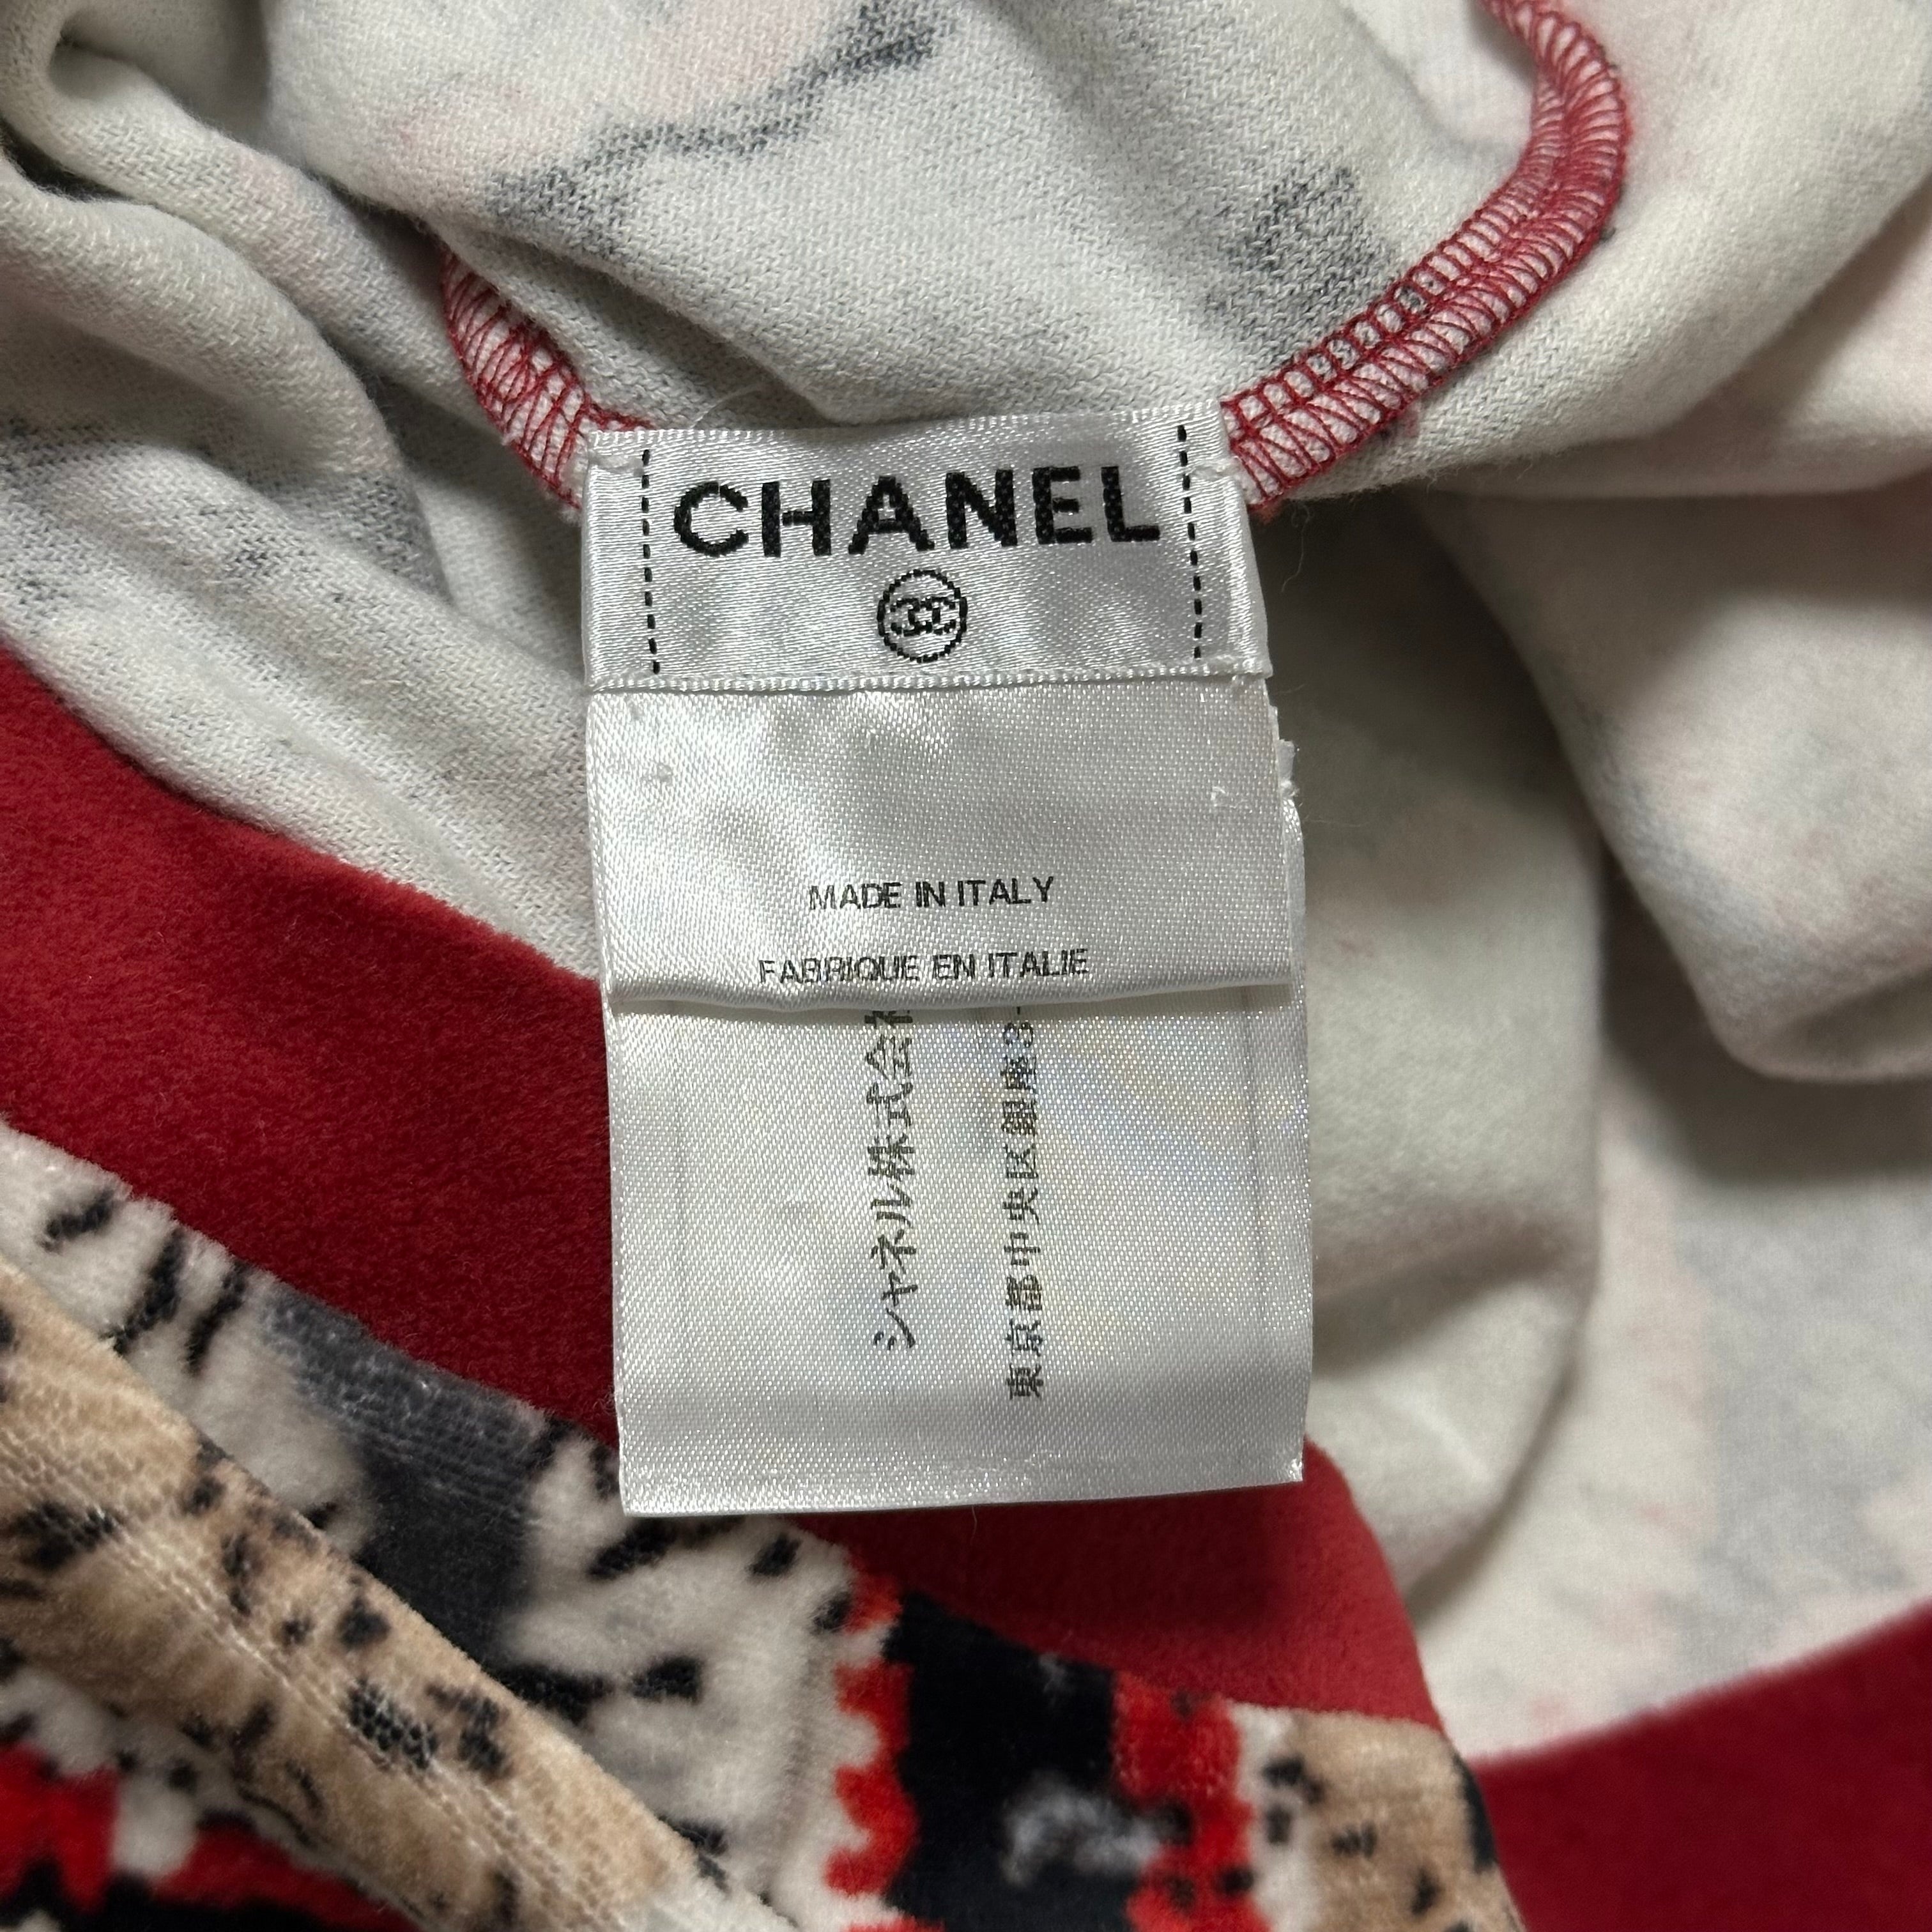 CHANEL
MADE IN ITALY
FABRIQUE EN ITALIE
シャネル株式会社
東京都中央区銀座3-